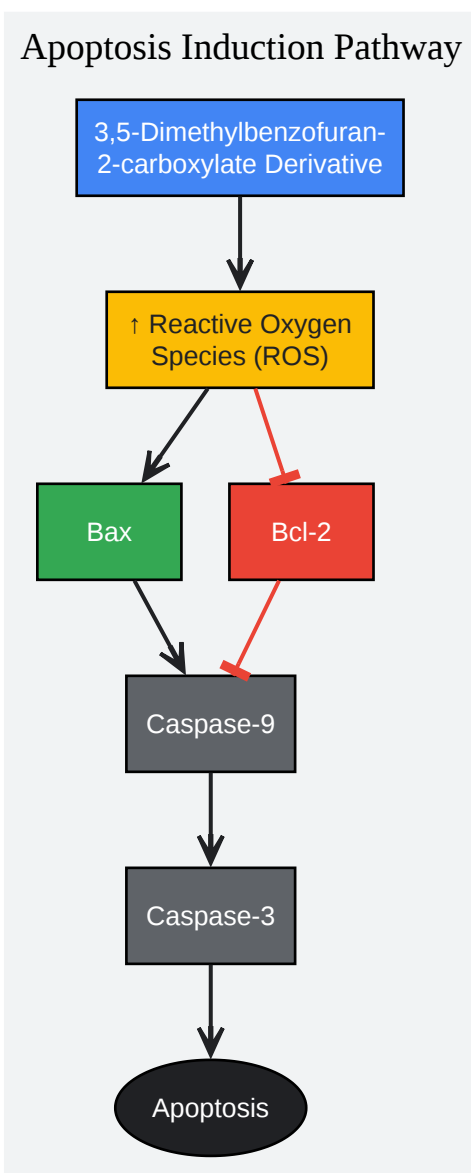 Apoptosis Induction Pathway
3,5-Dimethylbenzofuran-
2-carboxylate Derivative
↑ Reactive Oxygen
Species (ROS)
Bax
Bcl-2
Caspase-9
Caspase-3
Apoptosis